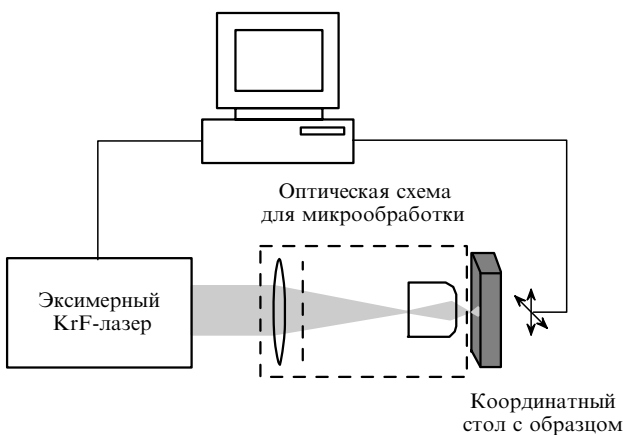 Оптическая схема
для микрообработки
Эксимерный
KrF-лазер
Координатный
стол с образцом